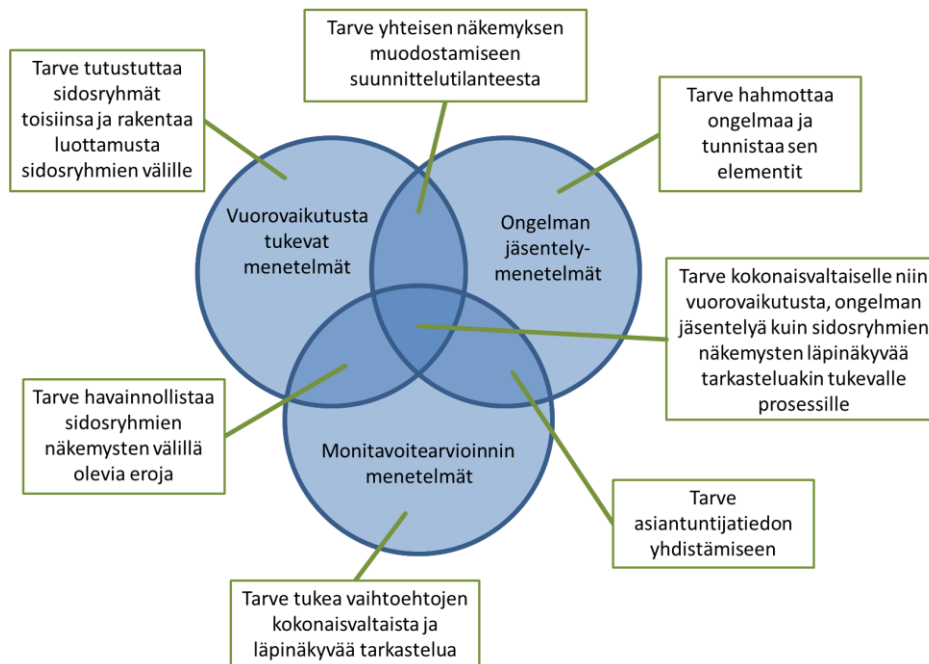 Tarve yhteisen näkemyksen
muodostamiseen
suunnittelutilanteesta
Tarve tutustuttaa
sidosryhmät
toisiinsa ja rakentaa
luottamusta
sidosryhmien välille
Tarve hahmottaa
ongelmaa ja
tunnistaa sen
elementit
Vuorovaikutusta
tukevat
menetelmät
Ongelman
jäsentely-
menetelmät
Tarve kokonaisvaltaiselle niin
vuorovaikutusta, ongelman
jäsentelyä kuin sidosryhmien
näkemysten läpinäkyvää
tarkasteluakin tukevalle
prosessille
Tarve havainnollistaa
sidosryhmien
näkemysten välillä
olevia eroja
Monitavoitearvioinnin
menetelmät
Tarve
asiantuntijatiedon
yhdistämiseen
Tarve tukea vaihtoehtojen
kokonaisvaltaista ja
läpinäkyvää tarkastelua